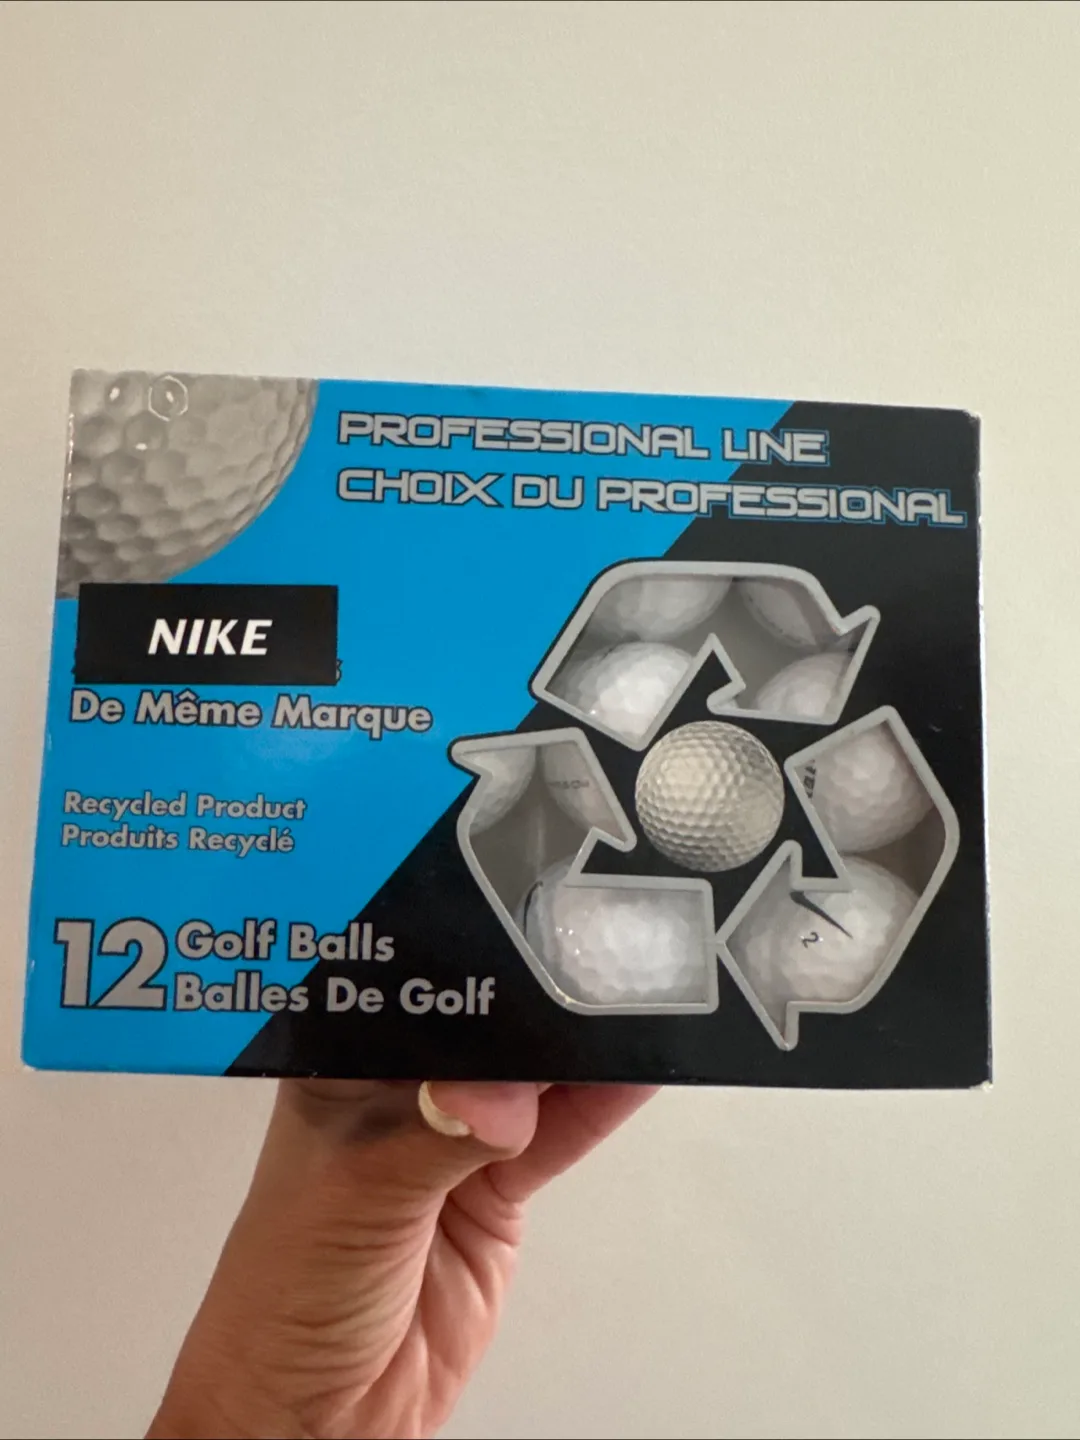 PROFESSIONAL LINE
CHOIX DU PROFESSIONAL
NIKE
De Même Marque
Recycled Product
Produits Recyclé
12 Golf Balls
Balles De Golf
2